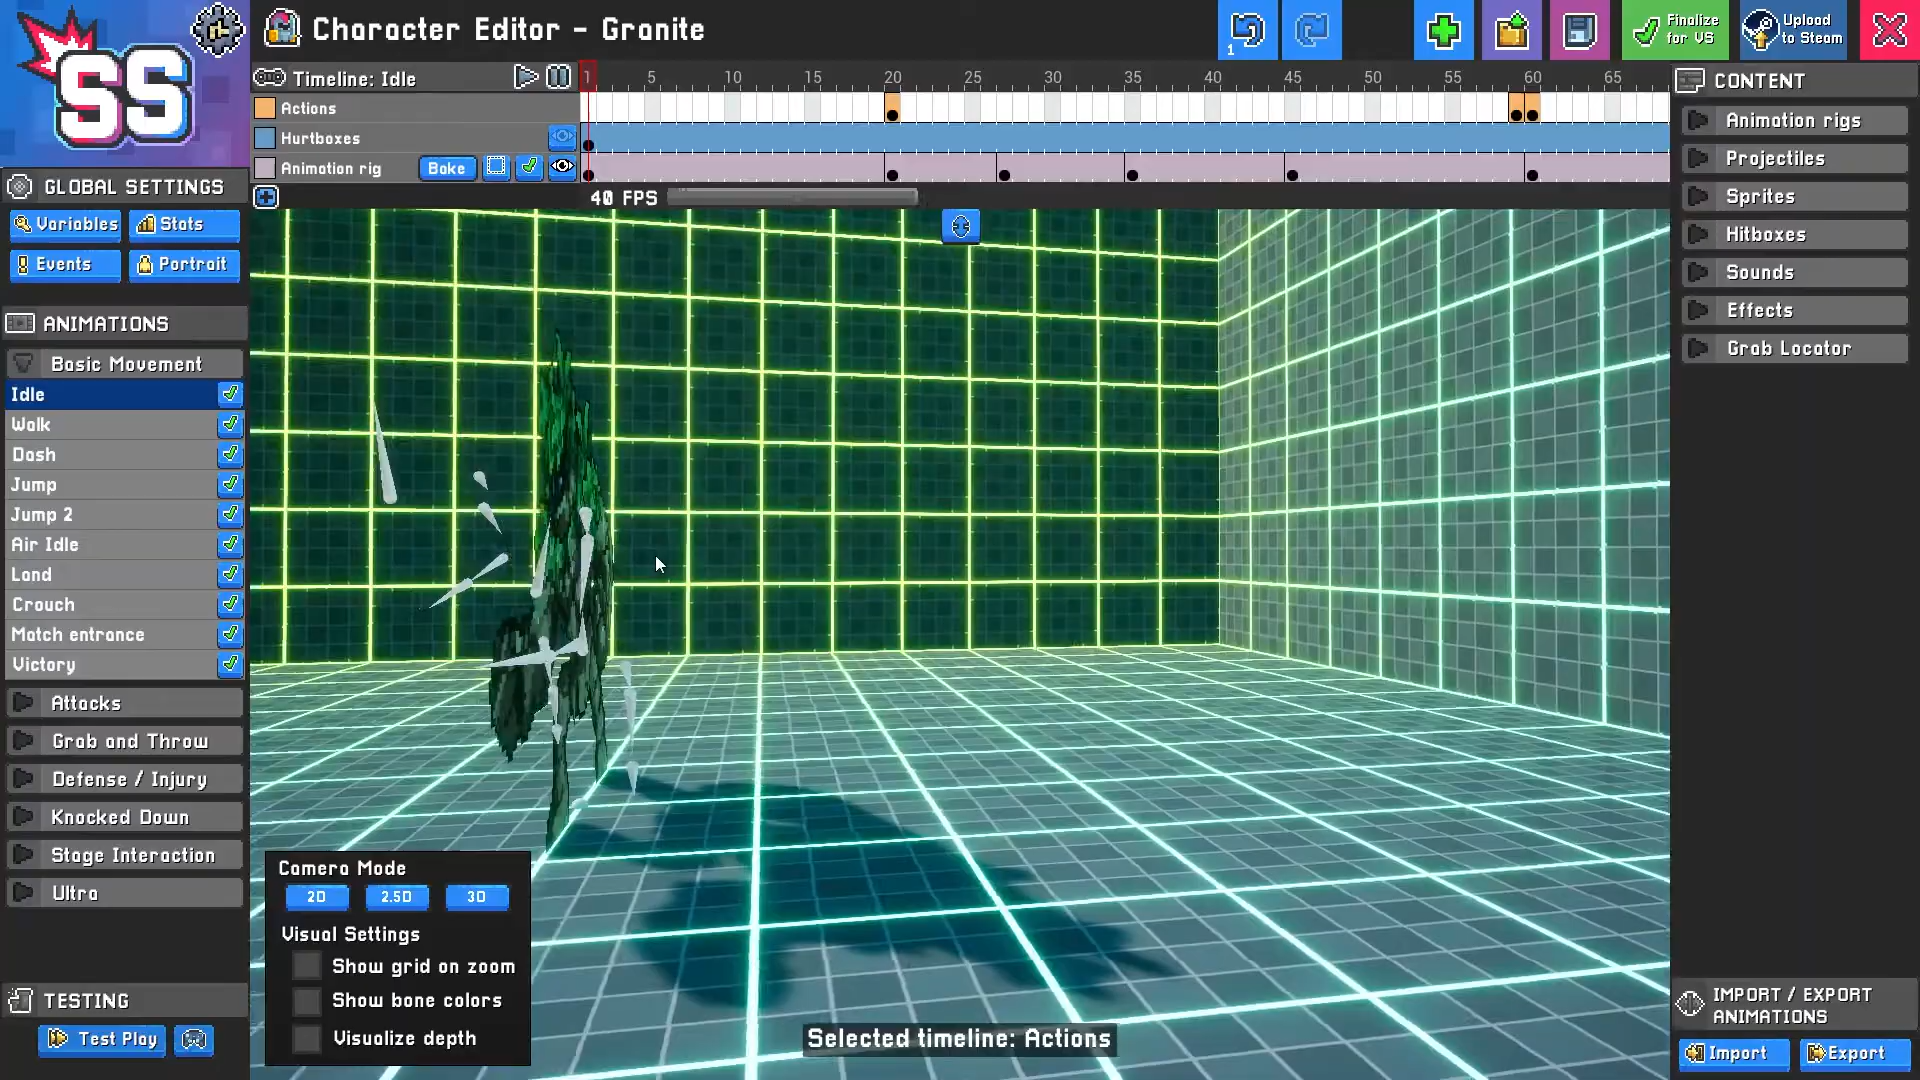 SS
Character Editor - Granite
1
Finalize
for VS
Upload
to Steam
Timeline: Idle
1 5 10 15 20 25 30 35 40 45 50 55 60 65
Actions
Hurtboxes
Animation rig
Bake
40 FPS
GLOBAL SETTINGS
Variables
Stats
Events
Portrait
ANIMATIONS
Basic Movement
Idle
Walk
Dash
Jump
Jump 2
Air Idle
Land
Crouch
Match entrance
Victory
Attacks
Grab and Throw
Defense / Injury
Knocked Down
Stage Interaction
Ultra
TESTING
Test Play
Camera Mode
2D
2.5D
3D
Visual Settings
Show grid on zoom
Show bone colors
Visualize depth
Selected timeline: Actions
CONTENT
Animation rigs
Projectiles
Sprites
Hitboxes
Sounds
Effects
Grab Locator
IMPORT / EXPORT
ANIMATIONS
Import
Export